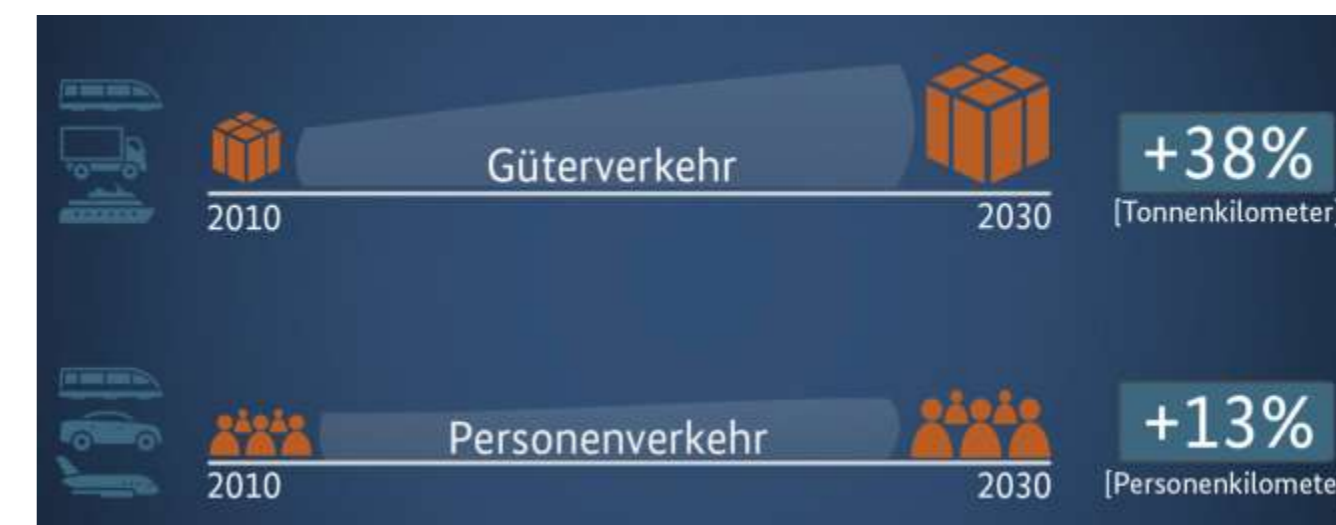 Güterverkehr
2010 2030
+38%
[Tonnenkilometer]
Personenverkehr
2010 2030
+13%
[Personenkilomete